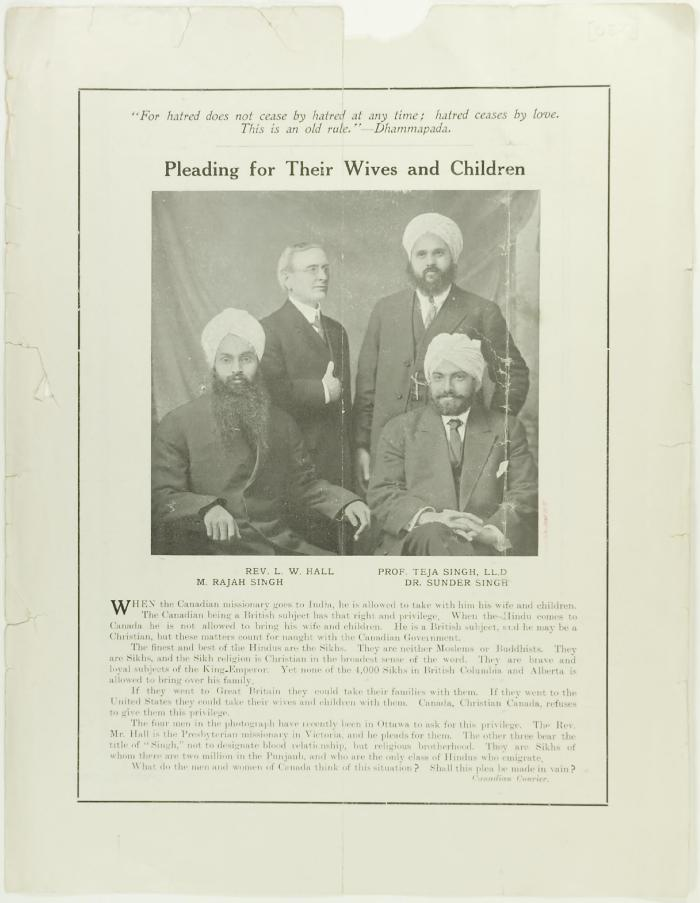 "For hatred does not cease by hatred at any time; hatred ceases by love.
This is an old rule."—Dhammapada.
Pleading for Their Wives and Children
REV. L. W. HALL PROF. TEJA SINGH, LL.D
M. RAJAH SINGH DR. SUNDER SINGH
WHEN the Canadian missionary goes to India, he is allowed to take with him his wife and children.
The Canadian being a British subject has that right and privilege. When the Hindu comes to
Canada he is not allowed to bring his wife and children. He is a British subject, and he may be a
Christian, but these matters count for naught with the Canadian Government.
The finest and best of the Hindus are the Sikhs. They are neither Moslems or Buddhists. They
are Sikhs, and the Sikh religion is Christian in the broadest sense of the word. They are brave and
loyal subjects of the King-Emperor. Yet none of the 4,000 Sikhs in British Columbia and Alberta is
allowed to bring over his family.
If they went to Great Britain they could take their families with them. If they went to the
United States they could take their wives and children with them. Canada, Christian Canada, refuses
to give them this privilege.
The four men in the photograph have recently been in Ottawa to ask for this privilege. The Rev.
Mr. Hall is the Presbyterian missionary in Victoria, and he pleads for them. The other three bear the
title of "Singh," not to designate blood relationship, but religious brotherhood. They are Sikhs of
whom there are two million in the Punjaub, and who are the only class of Hindus who emigrate.
What do the men and women of Canada think of this situation? Shall this plea be made in vain?
Canadian Courier.